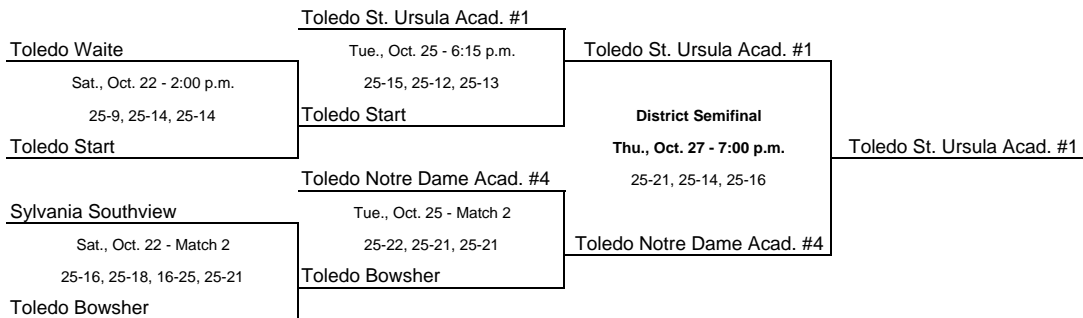 Toledo St. Ursula Acad. #1
Toledo Waite
Tue., Oct. 25 - 6:15 p.m.
Toledo St. Ursula Acad. #1
Sat., Oct. 22 - 2:00 p.m.
25-15, 25-12, 25-13
25-9, 25-14, 25-14
Toledo Start
District Semifinal
Toledo Start
Thu., Oct. 27 - 7:00 p.m.
Toledo St. Ursula Acad. #1
Toledo Notre Dame Acad. #4
25-21, 25-14, 25-16
Sylvania Southview
Tue., Oct. 25 - Match 2
Sat., Oct. 22 - Match 2
25-22, 25-21, 25-21
Toledo Notre Dame Acad. #4
25-16, 25-18, 16-25, 25-21
Toledo Bowsher
Toledo Bowsher